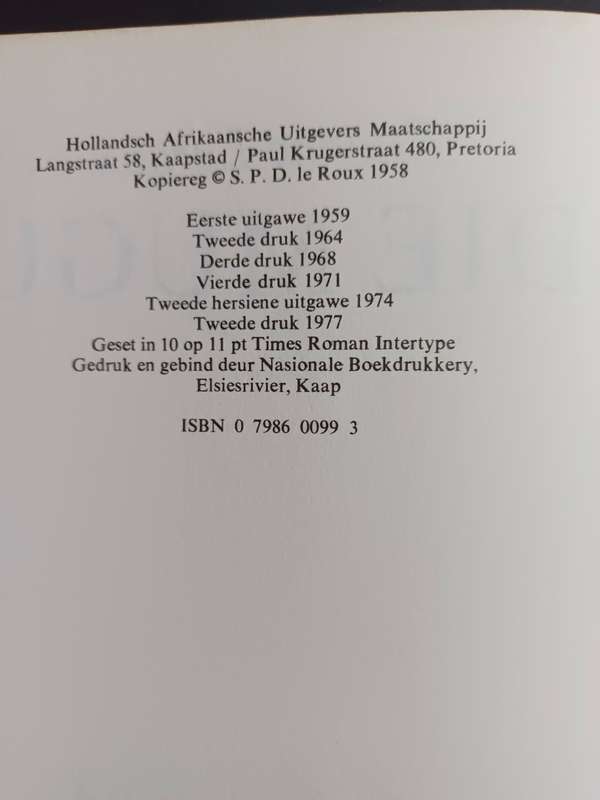 Hollandsch Afrikaansche Uitgevers Maatschappij
Langstraat 58, Kaapstad / Paul Krugerstraat 480, Pretoria
Kopiereg © S. P. D. le Roux 1958
Eerste uitgawe 1959
Tweede druk 1964
Derde druk 1968
Vierde druk 1971
Tweede hersiene uitgawe 1974
Tweede druk 1977
Geset in 10 op 11 pt Times Roman Intertype
Gedruk en gebind deur Nasionale Boekdrukkery,
Elsiesrivier, Kaap
ISBN 0 7986 0099 3